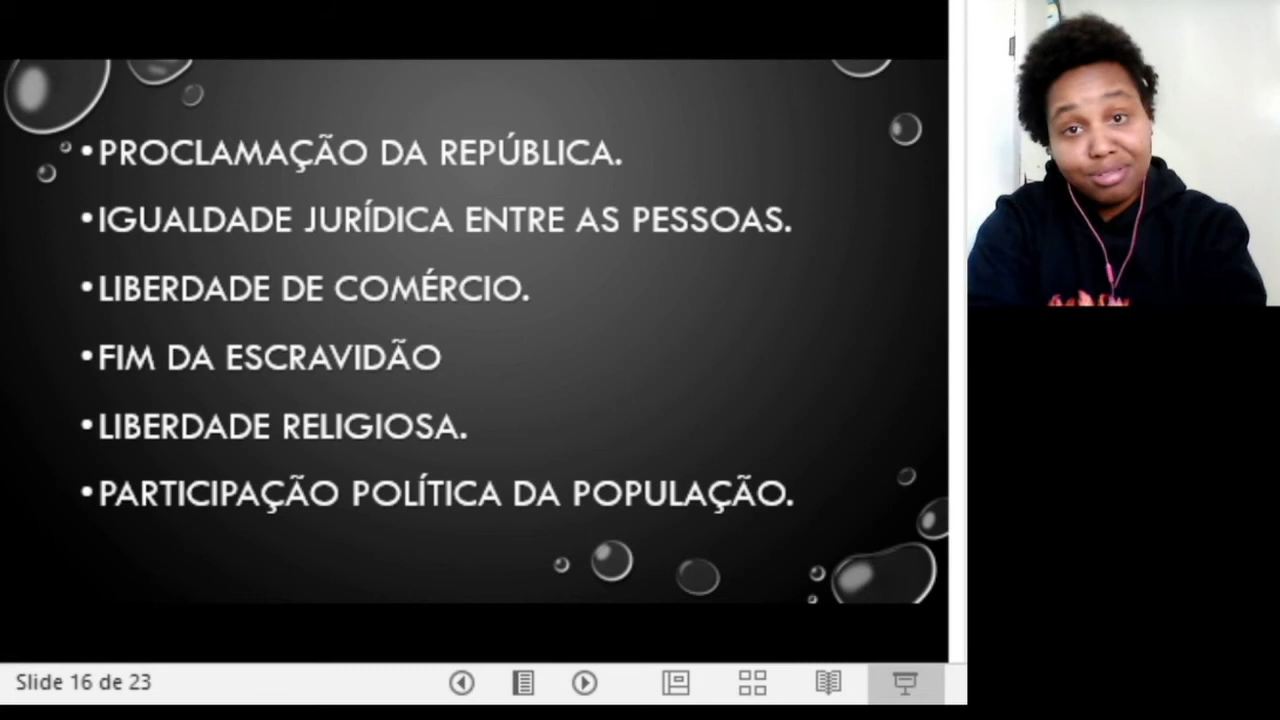 •PROCLAMAÇÃO DA REPÚBLICA.
•IGUALDADE JURÍDICA ENTRE AS PESSOAS.
•LIBERDADE DE COMÉRCIO.
•FIM DA ESCRAVIDÃO
•LIBERDADE RELIGIOSA.
•PARTICIPAÇÃO POLÍTICA DA POPULAÇÃO.
Slide 16 de 23